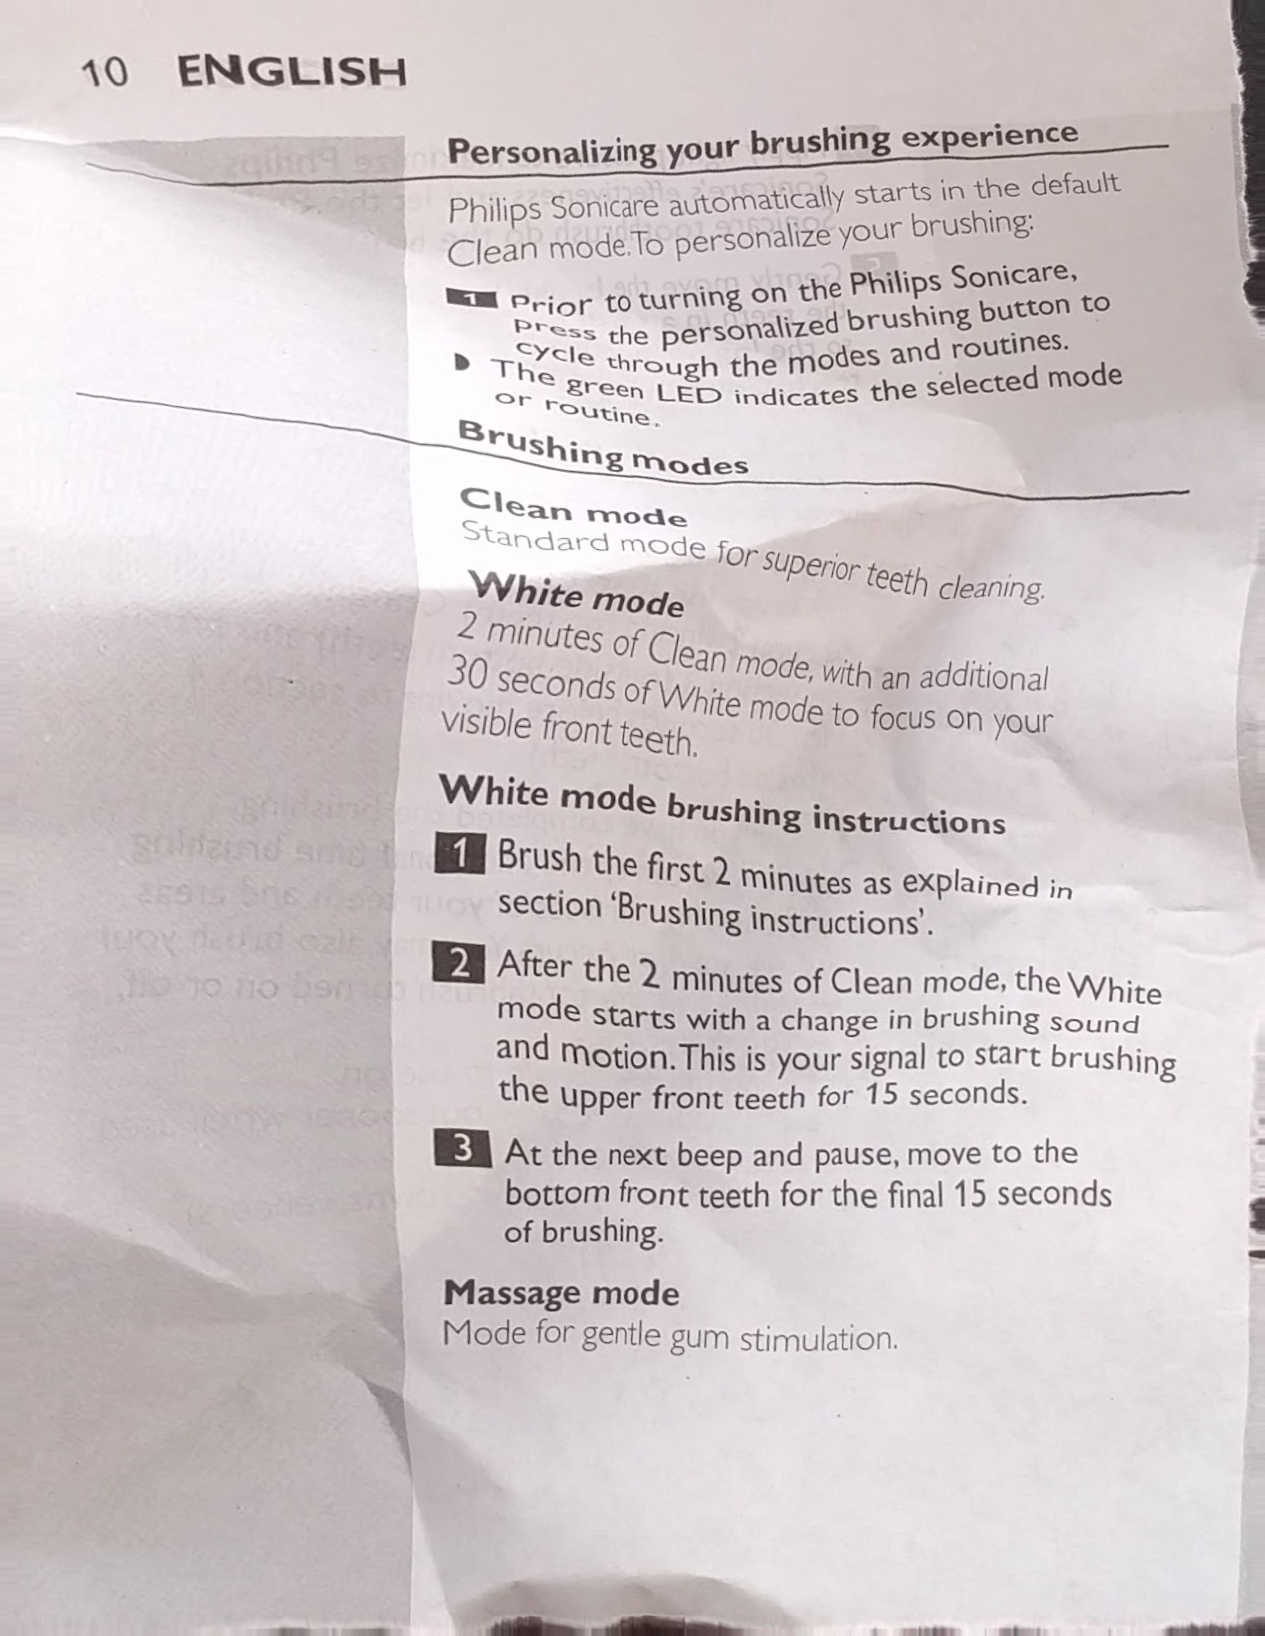 10 ENGLISH
Personalizing your brushing experience
Philips Sonicare automatically starts in the default
Clean mode. To personalize your brushing:
1 Prior to turning on the Philips Sonicare,
press the personalized brushing button to
cycle through the modes and routines.
The green LED indicates the selected mode
or routine.
Brushing modes
Clean mode
Standard mode for superior teeth cleaning.
White mode
2 minutes of Clean mode, with an additional
30 seconds of White mode to focus on your
visible front teeth.
White mode brushing instructions
1 Brush the first 2 minutes as explained in
section ‘Brushing instructions’.
2 After the 2 minutes of Clean mode, the White
mode starts with a change in brushing sound
and motion. This is your signal to start brushing
the upper front teeth for 15 seconds.
3 At the next beep and pause, move to the
bottom front teeth for the final 15 seconds
of brushing.
Massage mode
Mode for gentle gum stimulation.